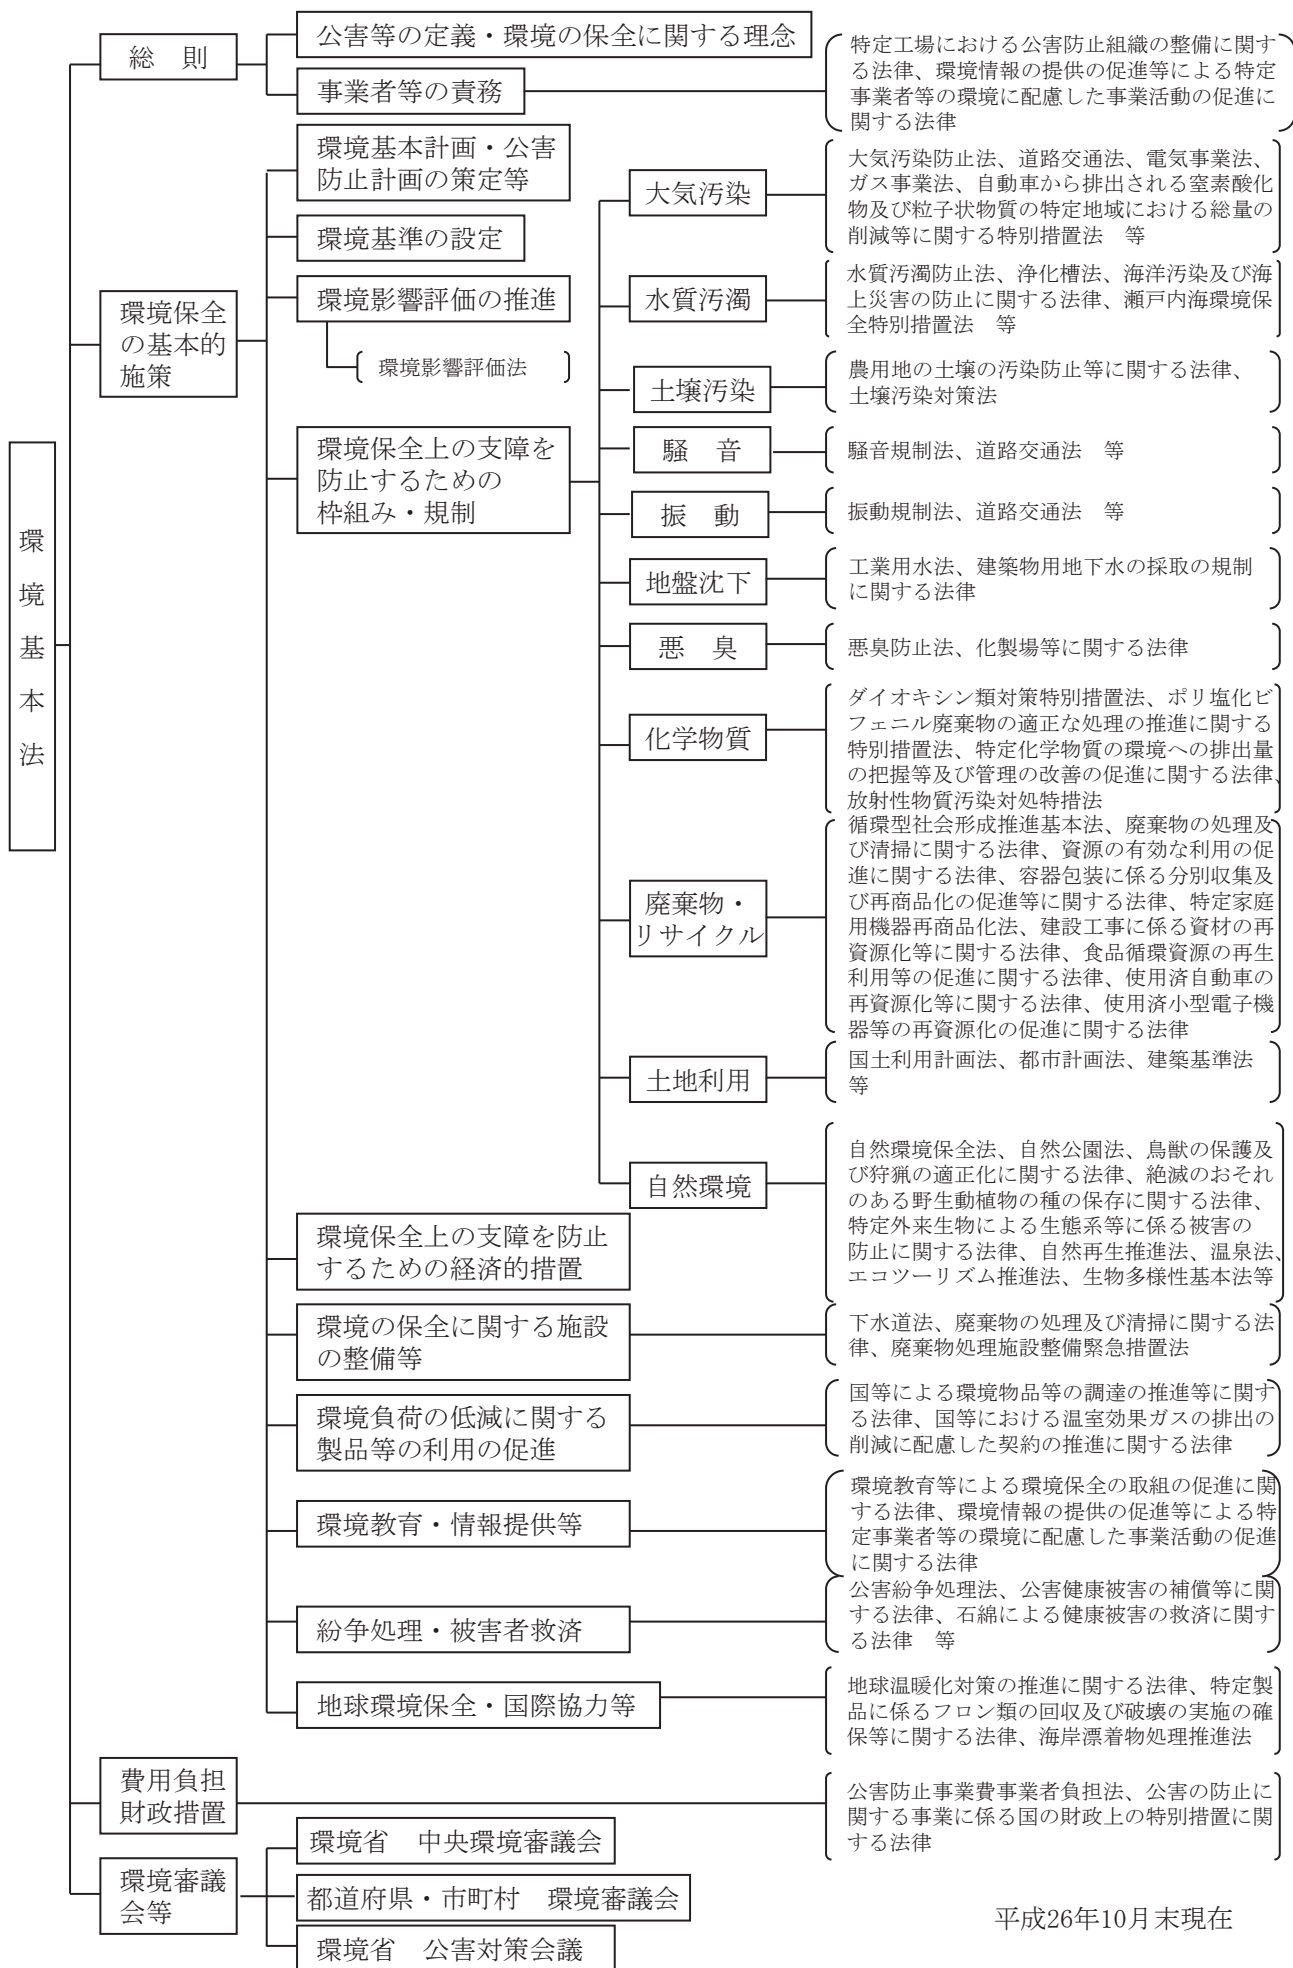 環
境
基
本
法
総　則
公害等の定義・環境の保全に関する理念
事業者等の責務
特定工場における公害防止組織の整備に関す
る法律、環境情報の提供の促進等による特定
事業者等の環境に配慮した事業活動の促進に
関する法律
環境保全
の基本的
施策
環境基本計画・公害
防止計画の策定等
環境基準の設定
環境影響評価の推進
環境影響評価法
環境保全上の支障を
防止するための
枠組み・規制
大気汚染
大気汚染防止法、道路交通法、電気事業法、
ガス事業法、自動車から排出される窒素酸化
物及び粒子状物質の特定地域における総量の
削減等に関する特別措置法　等
水質汚濁
水質汚濁防止法、浄化槽法、海洋汚染及び海
上災害の防止に関する法律、瀬戸内海環境保
全特別措置法　等
土壌汚染
農用地の土壌の汚染防止等に関する法律、
土壌汚染対策法
騒　音
騒音規制法、道路交通法　等
振　動
振動規制法、道路交通法　等
地盤沈下
工業用水法、建築物用地下水の採取の規制
に関する法律
悪　臭
悪臭防止法、化製場等に関する法律
化学物質
ダイオキシン類対策特別措置法、ポリ塩化ビ
フェニル廃棄物の適正な処理の推進に関する
特別措置法、特定化学物質の環境への排出量
の把握等及び管理の改善の促進に関する法律、
放射性物質汚染対処特措法
廃棄物・
リサイクル
循環型社会形成推進基本法、廃棄物の処理及
び清掃に関する法律、資源の有効な利用の促
進に関する法律、容器包装に係る分別収集及
び再商品化の促進等に関する法律、特定家庭
用機器再商品化法、建設工事に係る資材の再
資源化等に関する法律、食品循環資源の再生
利用等の促進に関する法律、使用済自動車の
再資源化等に関する法律、使用済小型電子機
器等の再資源化の促進に関する法律
土地利用
国土利用計画法、都市計画法、建築基準法
等
自然環境
自然環境保全法、自然公園法、鳥獣の保護及
び狩猟の適正化に関する法律、絶滅のおそれ
のある野生動植物の種の保存に関する法律、
特定外来生物による生態系等に係る被害の
防止に関する法律、自然再生推進法、温泉法、
エコツーリズム推進法、生物多様性基本法等
環境保全上の支障を防止
するための経済的措置
環境の保全に関する施設
の整備等
下水道法、廃棄物の処理及び清掃に関する法
律、廃棄物処理施設整備緊急措置法
環境負荷の低減に関する
製品等の利用の促進
国等による環境物品等の調達の推進等に関す
る法律、国等における温室効果ガスの排出の
削減に配慮した契約の推進に関する法律
環境教育・情報提供等
環境教育等による環境保全の取組の促進に関
する法律、環境情報の提供の促進等による特
定事業者等の環境に配慮した事業活動の促進
に関する法律
紛争処理・被害者救済
公害紛争処理法、公害健康被害の補償等に関
する法律、石綿による健康被害の救済に関す
る法律　等
地球環境保全・国際協力等
地球温暖化対策の推進に関する法律、特定製
品に係るフロン類の回収及び破壊の実施の確
保等に関する法律、海岸漂着物処理推進法
費用負担
財政措置
公害防止事業費事業者負担法、公害の防止に
関する事業に係る国の財政上の特別措置に関
する法律
環境審議
会等
環境省　中央環境審議会
都道府県・市町村　環境審議会
環境省　公害対策会議
平成26年10月末現在